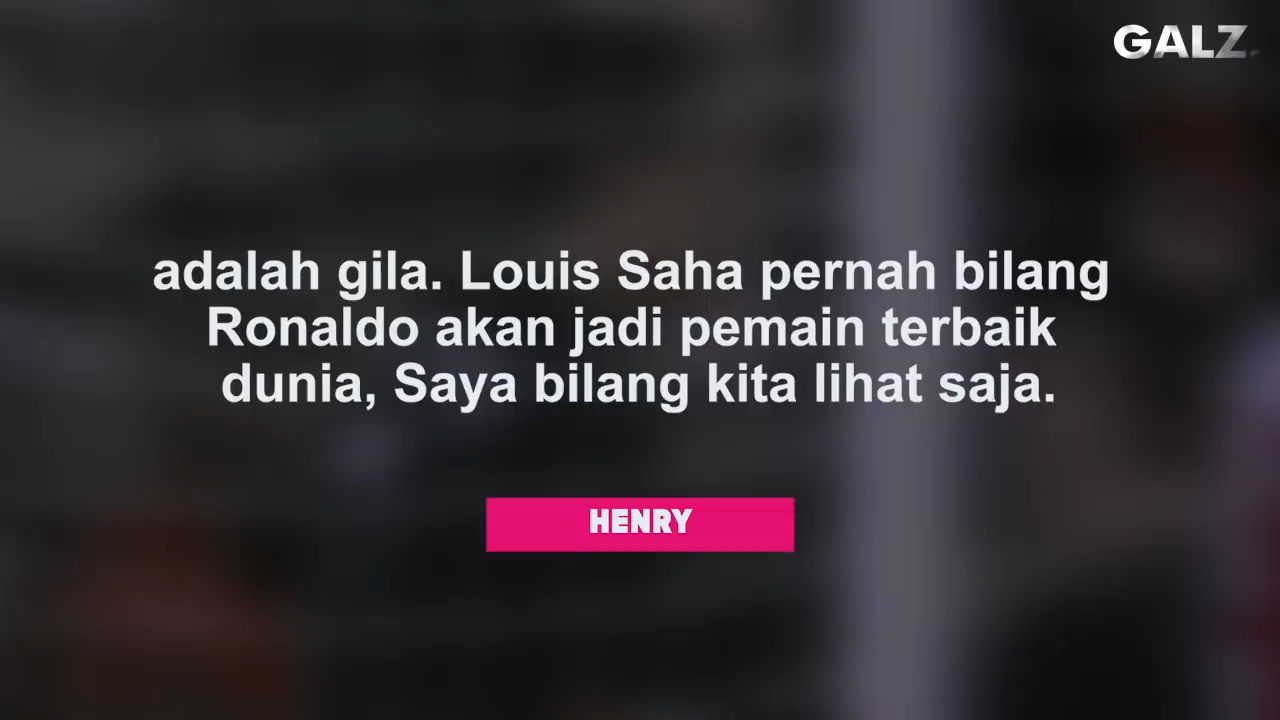 GALZ.
adalah gila. Louis Saha pernah bilang
Ronaldo akan jadi pemain terbaik
dunia, Saya bilang kita lihat saja.
HENRY